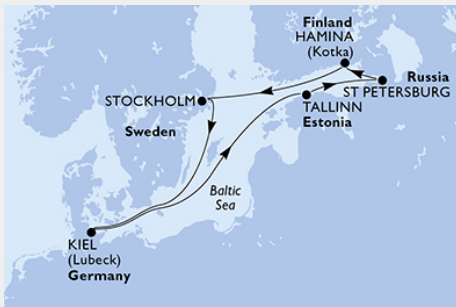 Finland
HAMINA
(Kotka)
Russia
ST PETERSBURG
STOCKHOLM
TALLINN
Estonia
Sweden
Baltic
Sea
KIEL
(Lubeck)
Germany